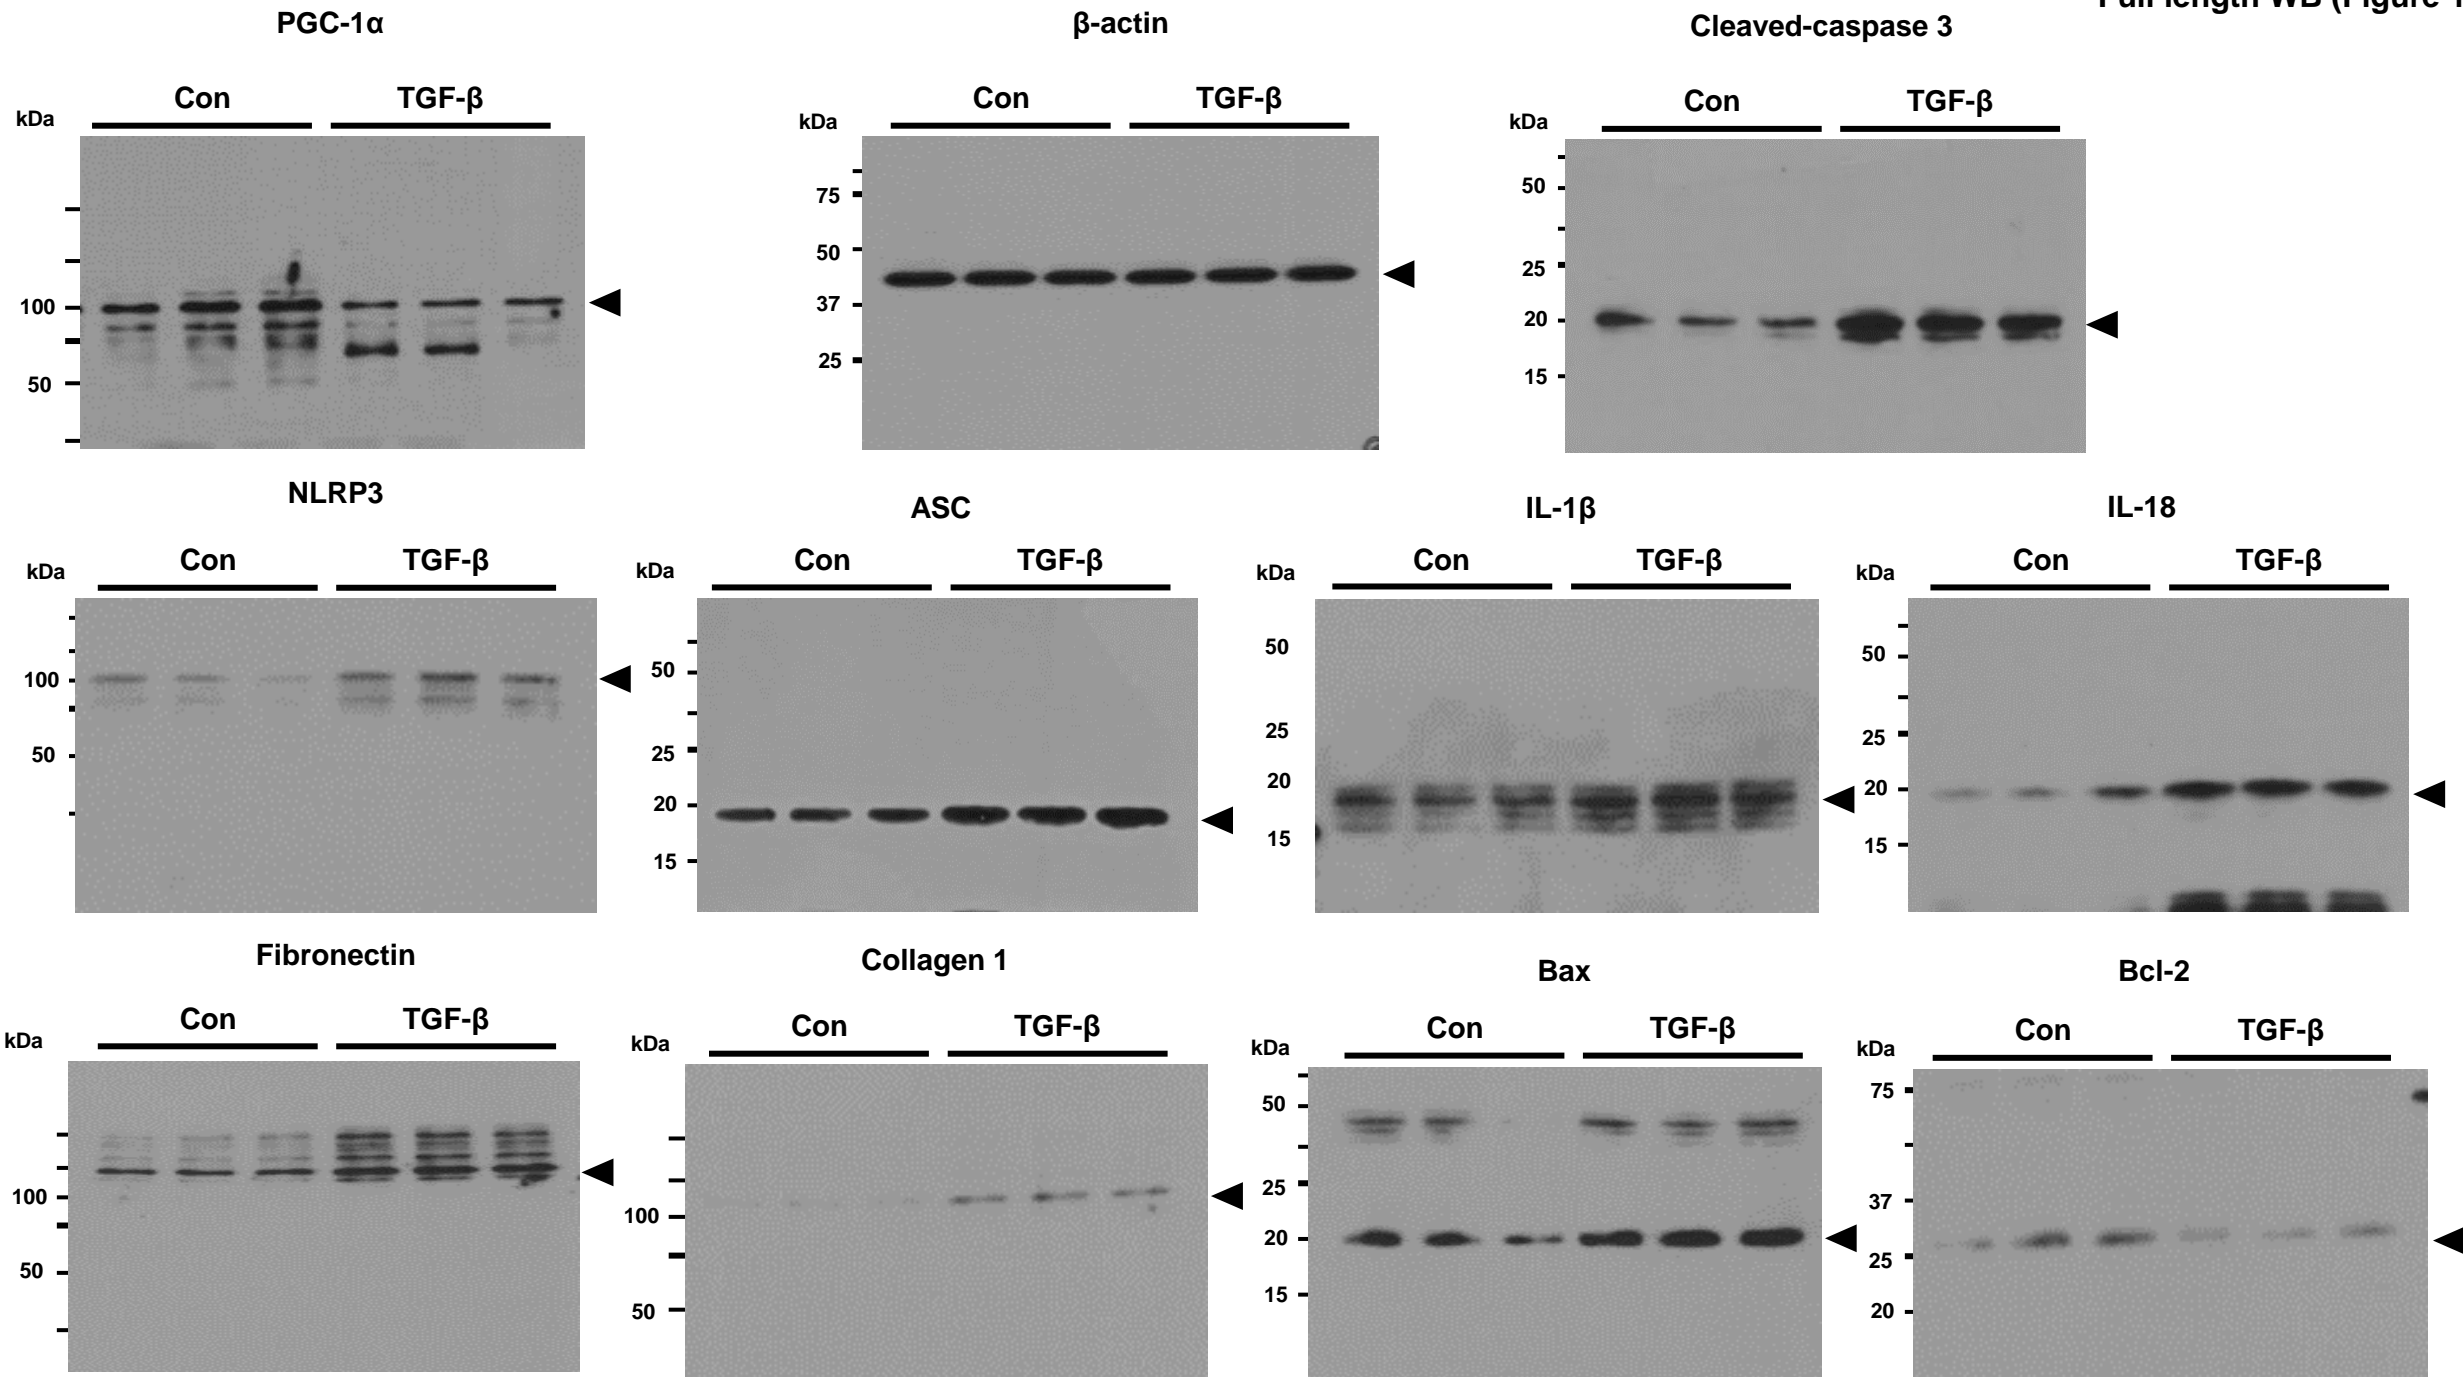 Full length WB (Figure 1
PGC-1α
Con TGF-β
kDa
100
50
β-actin
Con TGF-β
kDa
75
50
37
25
Cleaved-caspase 3
Con TGF-β
kDa
50
25
20
15
NLRP3
Con TGF-β
kDa
100
50
ASC
Con TGF-β
kDa
50
25
20
15
IL-1β
Con TGF-β
kDa
50
25
20
15
IL-18
Con TGF-β
kDa
50
25
20
15
Fibronectin
Con TGF-β
kDa
100
50
Collagen 1
Con TGF-β
kDa
100
50
Bax
Con TGF-β
kDa
50
25
20
15
Bcl-2
Con TGF-β
kDa
75
37
25
20